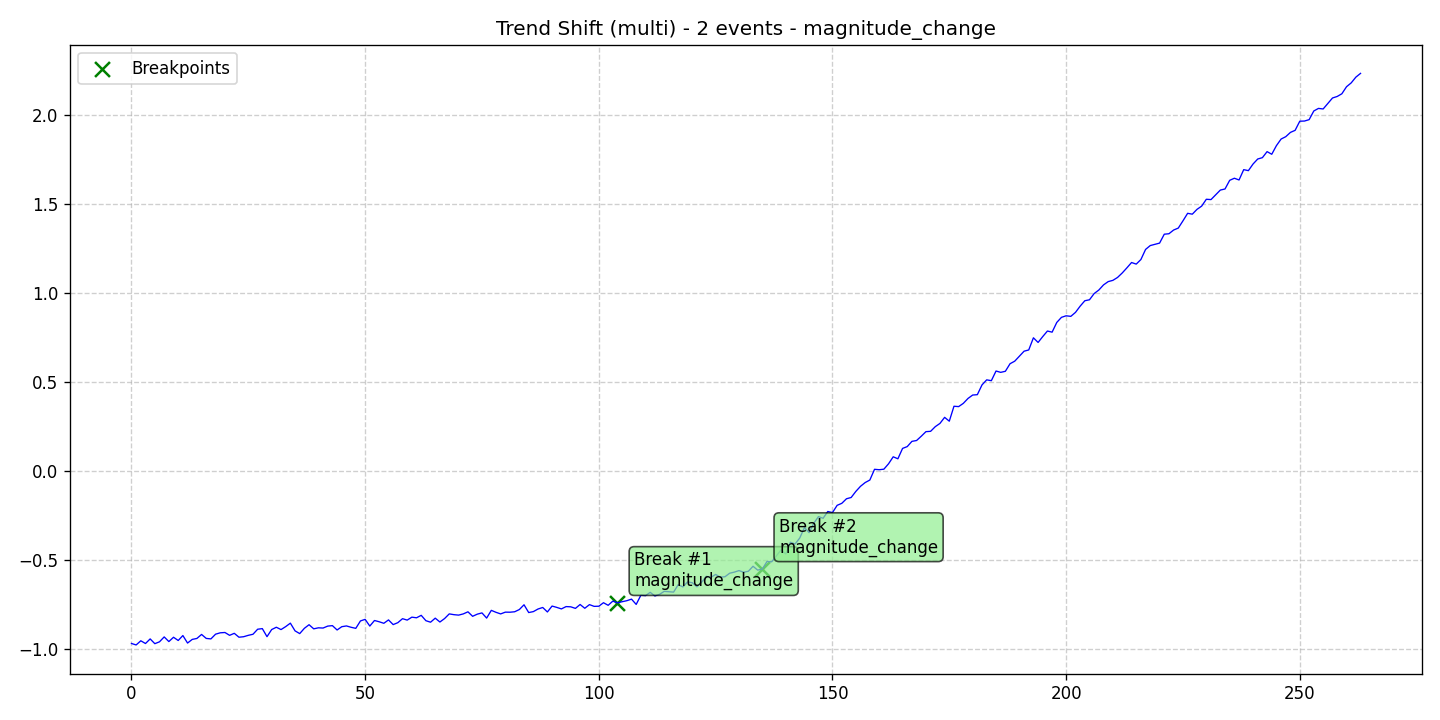 Trend Shift (multi) - 2 events - magnitude_change
Breakpoints
2.0
1.5
1.0
0.5
0.0
−0.5
−1.0
Break #2
magnitude_change
Break #1
magnitude_change
0
50
100
150
200
250